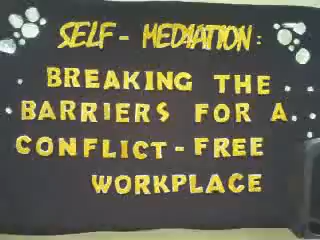 SELF - MEDIATION :
BREAKING THE
BARRIERS FOR A
CONFLICT - FREE
WORKPLACE